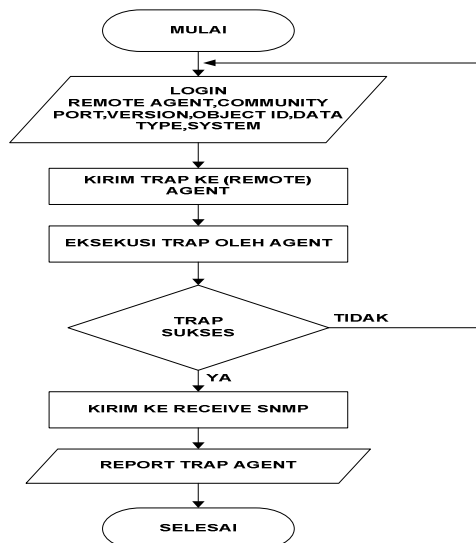 MULAI
LOGIN
REMOTE AGENT,COMMUNITY
PORT,VERSION,OBJECT ID,DATA
TYPE,SYSTEM
KIRIM TRAP KE (REMOTE)
AGENT
EKSEKUSI TRAP OLEH AGENT
TRAP
SUKSES
TIDAK
YA
KIRIM KE RECEIVE SNMP
REPORT TRAP AGENT
SELESAI